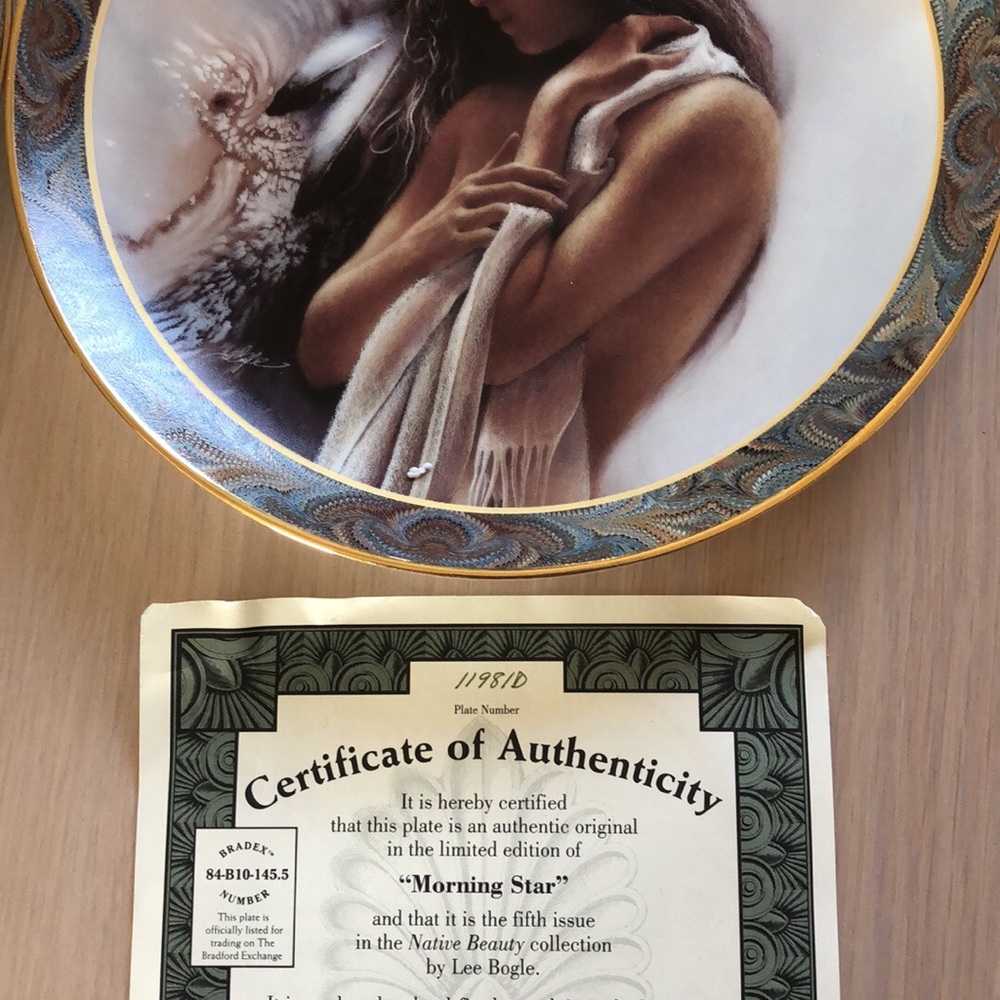 11981D
Plate Number
Certificate of Authenticity
It is hereby certified
that this plate is an authentic original
in the limited edition of
“Morning Star”
and that it is the fifth issue
in the Native Beauty collection
by Lee Bogle.
BRADEX™
84-B10-145.5
NUMBER
This plate is
officially listed for
trading on The
Bradford Exchange